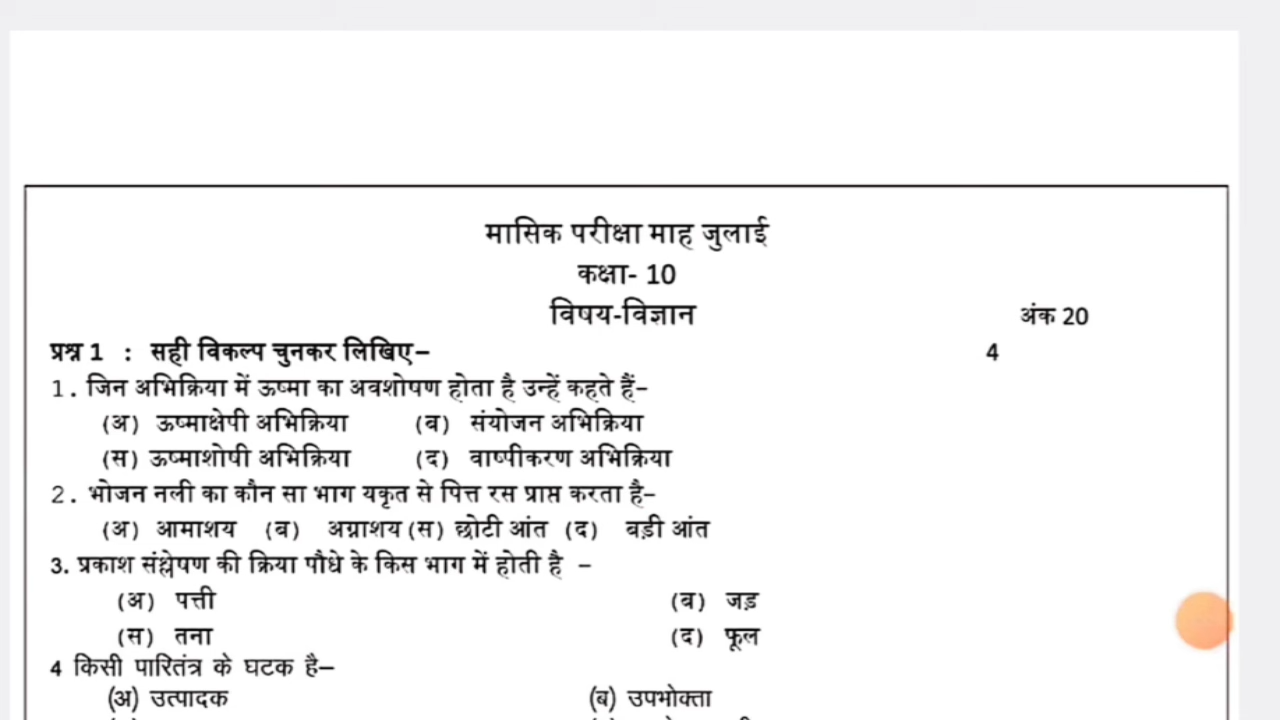 मासिक परीक्षा माह जुलाई
कक्षा- 10
विषय-विज्ञान अंक 20
प्रश्न 1 : सही विकल्प चुनकर लिखिए– 4
1. जिन अभिक्रिया में ऊष्मा का अवशोषण होता है उन्हें कहते हैं–
(अ) ऊष्माक्षेपी अभिक्रिया (ब) संयोजन अभिक्रिया
(स) ऊष्माशोषी अभिक्रिया (द) वाष्पीकरण अभिक्रिया
2. भोजन नली का कौन सा भाग यकृत से पित्त रस प्राप्त करता है–
(अ) आमाशय (ब) अग्नाशय (स) छोटी आंत (द) बड़ी आंत
3. प्रकाश संश्लेषण की क्रिया पौधे के किस भाग में होती है –
(अ) पत्ती (ब) जड़
(स) तना (द) फूल
4 किसी पारितंत्र के घटक है–
(अ) उत्पादक (ब) उपभोक्ता